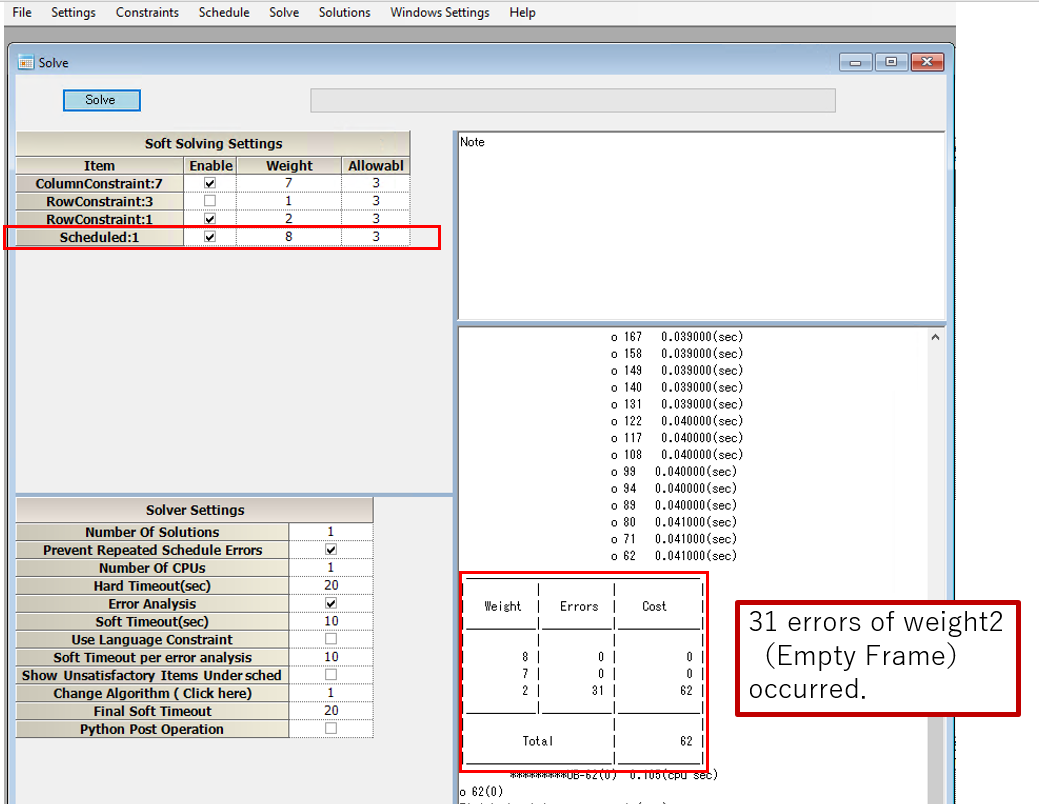 File Settings Constraints Schedule Solve Solutions Windows Settings Help
Solve
Solve
Soft Solving Settings
Item Enable Weight Allowabl
ColumnConstraint:7 7 3
RowConstraint:3 1 3
RowConstraint:1 2 3
Scheduled:1 8 3
Note
o 167 0.039000(sec)
o 158 0.039000(sec)
o 149 0.039000(sec)
o 140 0.039000(sec)
o 131 0.039000(sec)
o 122 0.040000(sec)
o 117 0.040000(sec)
o 108 0.040000(sec)
o 99 0.040000(sec)
o 94 0.040000(sec)
o 89 0.040000(sec)
o 80 0.041000(sec)
o 71 0.041000(sec)
o 62 0.041000(sec)
Solver Settings
Number Of Solutions 1
Prevent Repeated Schedule Errors
Number Of CPUs 1
Hard Timeout(sec) 20
Error Analysis
Soft Timeout(sec) 10
Use Language Constraint
Soft Timeout per error analysis 10
Show Unsatisfactory Items Under sched
Change Algorithm ( Click here) 1
Final Soft Timeout 20
Python Post Operation
Weight Errors Cost
8 0 0
7 0 0
2 31 62
Total 62
*********UB-62(0) 0.105(cpu sec)
o 62(0)
31 errors of weight2
（Empty Frame）
occurred.